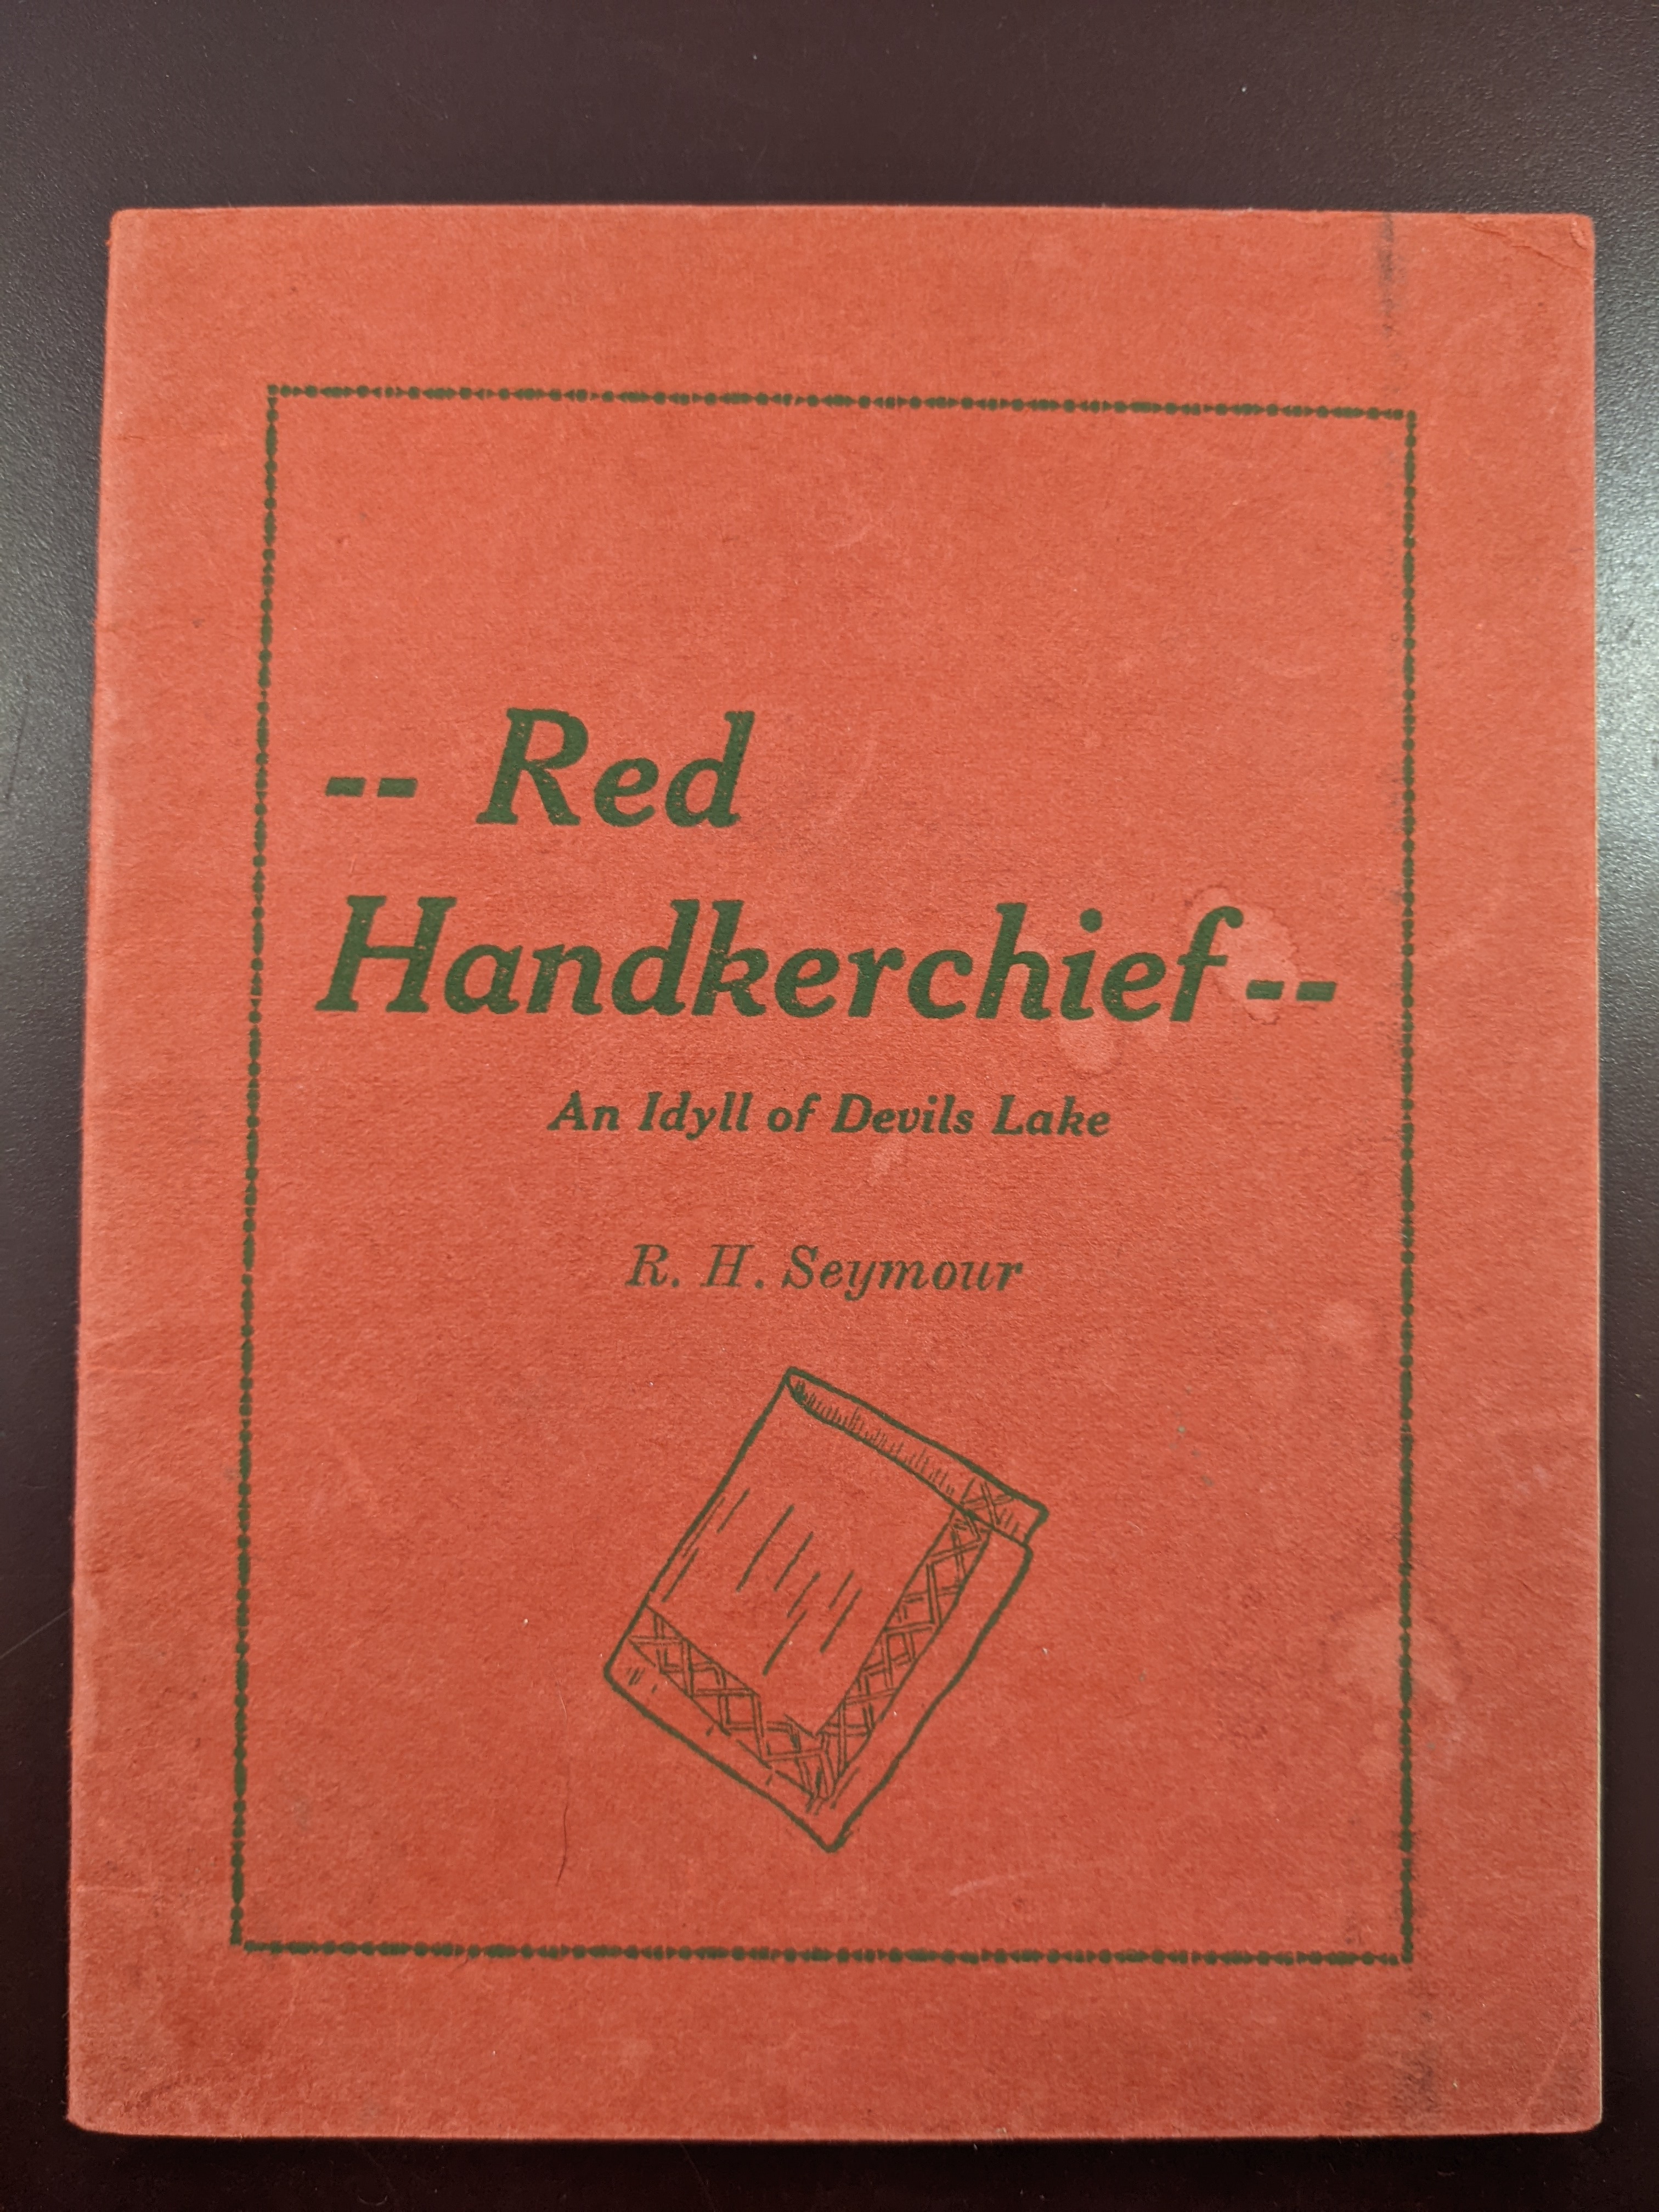 -- Red
Handkerchief --
An Idyll of Devils Lake
R. H. Seymour